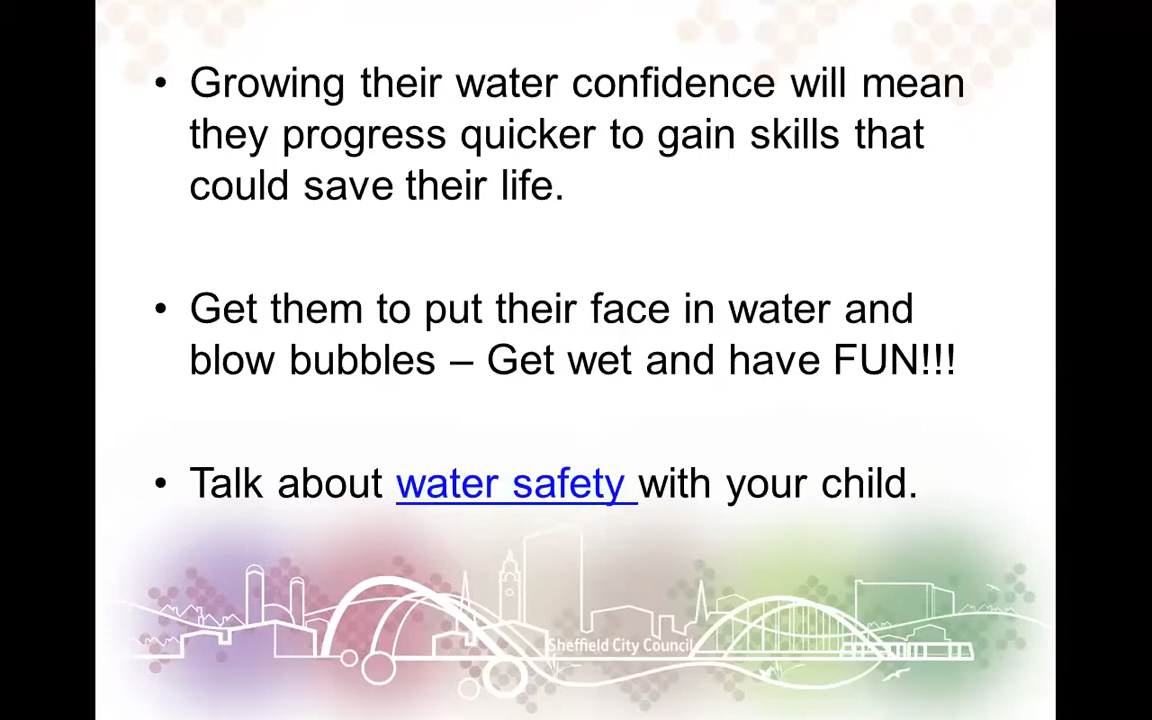 • Growing their water confidence will mean
they progress quicker to gain skills that
could save their life.
• Get them to put their face in water and
blow bubbles – Get wet and have FUN!!!
• Talk about water safety with your child.
Sheffield City Council